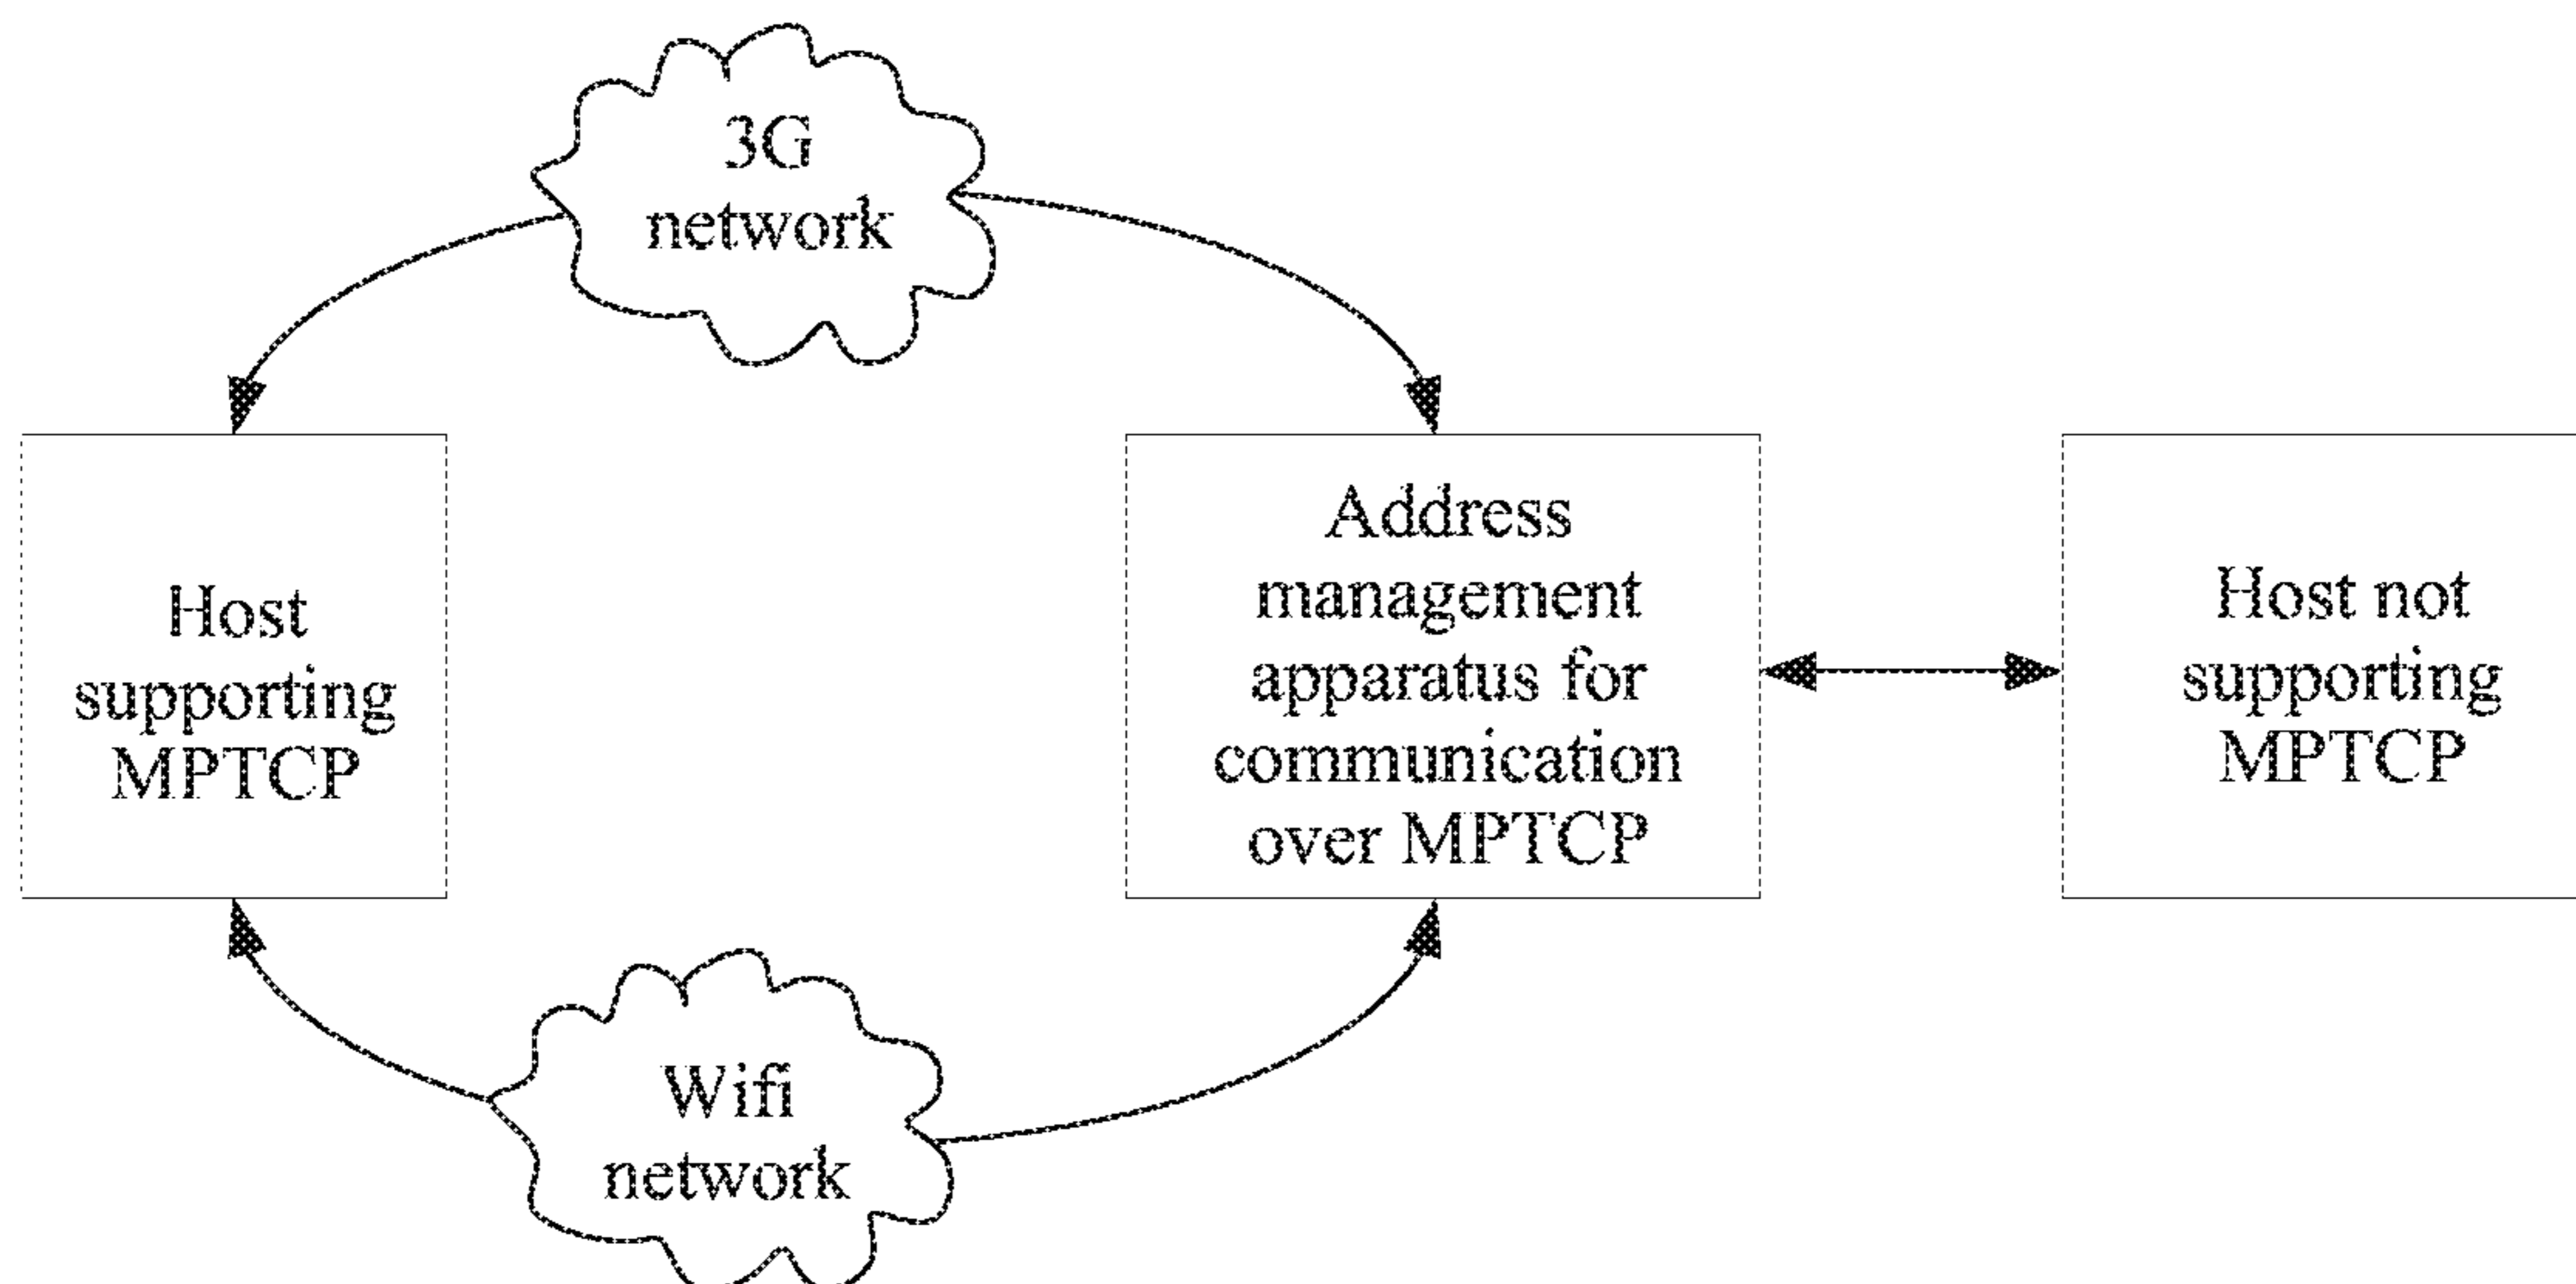 3G
network
Host
supporting
MPTCP
Address
management
apparatus for
communication
over MPTCP
Host not
supporting
MPTCP
Wifi
network